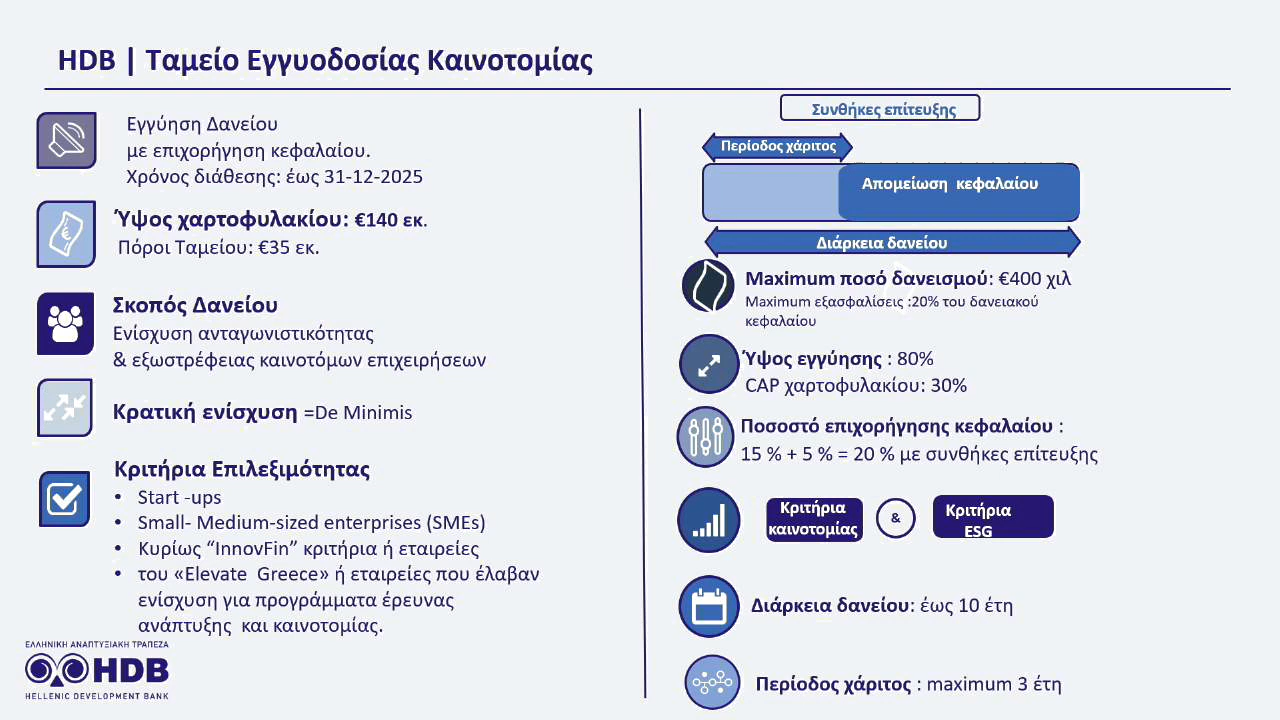 HDB | Ταμείο Εγγυοδοσίας Καινοτομίας
Εγγύηση Δανείου
με επιχορήγηση κεφαλαίου.
Χρόνος διάθεσης: έως 31-12-2025
Ύψος χαρτοφυλακίου: €140 εκ.
Πόροι Ταμείου: €35 εκ.
Σκοπός Δανείου
Ενίσχυση ανταγωνιστικότητας
& εξωστρέφειας καινοτόμων επιχειρήσεων
Κρατική ενίσχυση =De Minimis
Κριτήρια Επιλεξιμότητας
• Start -ups
• Small- Medium-sized enterprises (SMEs)
• Κυρίως “InnovFin” κριτήρια ή εταιρείες
• του «Elevate Greece» ή εταιρείες που έλαβαν
ενίσχυση για προγράμματα έρευνας
ανάπτυξης και καινοτομίας.
ΕΛΛΗΝΙΚΗ ΑΝΑΠΤΥΞΙΑΚΗ ΤΡΑΠΕΖΑ
HDB
HELLENIC DEVELOPMENT BANK
Συνθήκες επίτευξης
Περίοδος χάριτος
Απομείωση κεφαλαίου
Διάρκεια δανείου
Maximum ποσό δανεισμού: €400 χιλ
Maximum εξασφαλίσεις :20% του δανειακού
κεφαλαίου
Ύψος εγγύησης : 80%
CAP χαρτοφυλακίου: 30%
Ποσοστό επιχορήγησης κεφαλαίου :
15 % + 5 % = 20 % με συνθήκες επίτευξης
Κριτήρια
καινοτομίας
&
Κριτήρια
ESG
Διάρκεια δανείου: έως 10 έτη
Περίοδος χάριτος : maximum 3 έτη